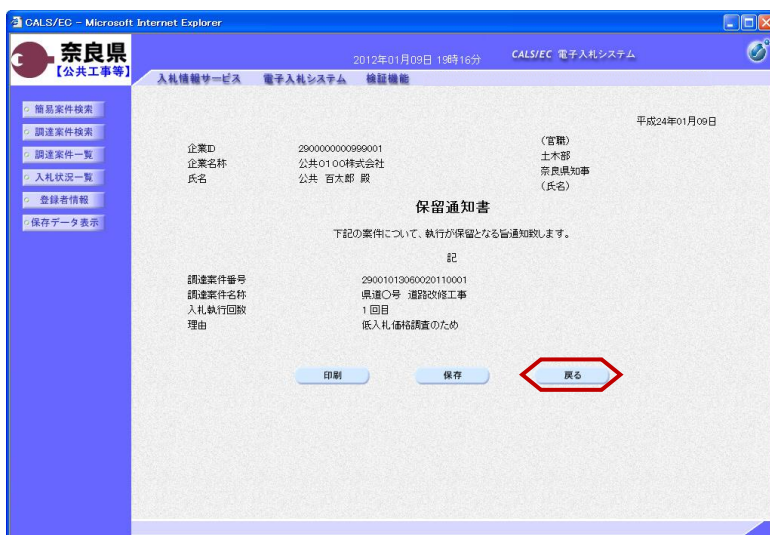 CALS/EC - Microsoft Internet Explorer
奈良県
【公共工事等】
2012年01月09日 19時16分
CALS/EC 電子入札システム
入札情報サービス 電子入札システム 検証機能
簡易案件検索
調達案件検索
調達案件一覧
入札状況一覧
登録者情報
保存データ表示
平成24年01月09日
企業ID 2900000000999001
企業名称 公共0100株式会社
氏名 公共 百太郎 殿
(官職)
土木部
奈良県知事
(氏名)
保留通知書
下記の案件について、執行が保留となる旨通知致します。
記
調達案件番号 29001013060020110001
調達案件名称 県道○号 道路改修工事
入札執行回数 1回目
理由 低入札価格調査のため
印刷 保存 戻る